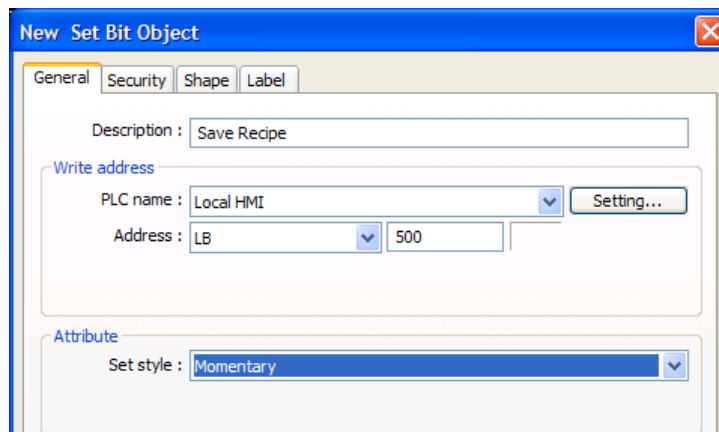 New Set Bit Object
General Security Shape Label
Description : Save Recipe
Write address
PLC name : Local HMI Setting...
Address : LB 500
Attribute
Set style : Momentary